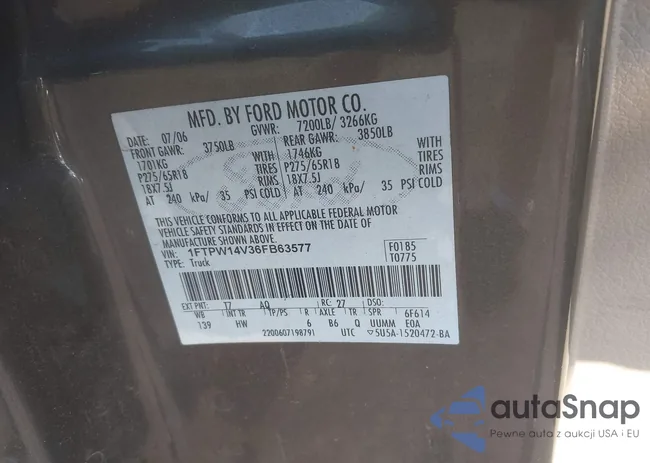 MFD. BY FORD MOTOR CO.
DATE: 07/06 GVWR: 7200LB/ 3266KG
FRONT GAWR: 3750LB REAR GAWR: 3850LB
1701KG WITH 1746KG WITH
P275/65R18 TIRES P275/65R18 TIRES
18X7.5J RIMS 18X7.5J RIMS
AT 240 kPa/ 35 PSI COLD AT 240 kPa/ 35 PSI COLD
THIS VEHICLE CONFORMS TO ALL APPLICABLE FEDERAL MOTOR
VEHICLE SAFETY STANDARDS IN EFFECT ON THE DATE OF
MANUFACTURE SHOWN ABOVE.
VIN: 1FTPW14V36FB63577 F0185
TYPE: Truck T0775
EXT PNT: T7 AQ RC: 27 DSO:
WB INT TR TP/PS R AXLE TR SPR 6F614
139 HW 6 B6 Q UUMM E0A
2200607198791 UTC 5U5A-1520472-BA
autoSnap
Pewne auta z aukcji USA i EU